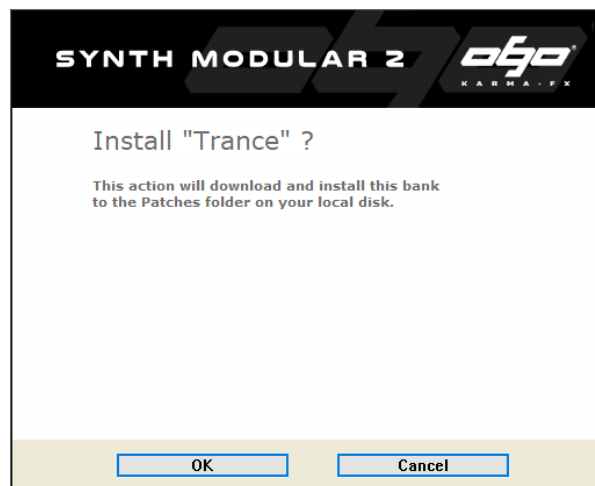 SYNTH MODULAR 2
KARMA-FX
Install "Trance" ?
This action will download and install this bank
to the Patches folder on your local disk.
OK
Cancel